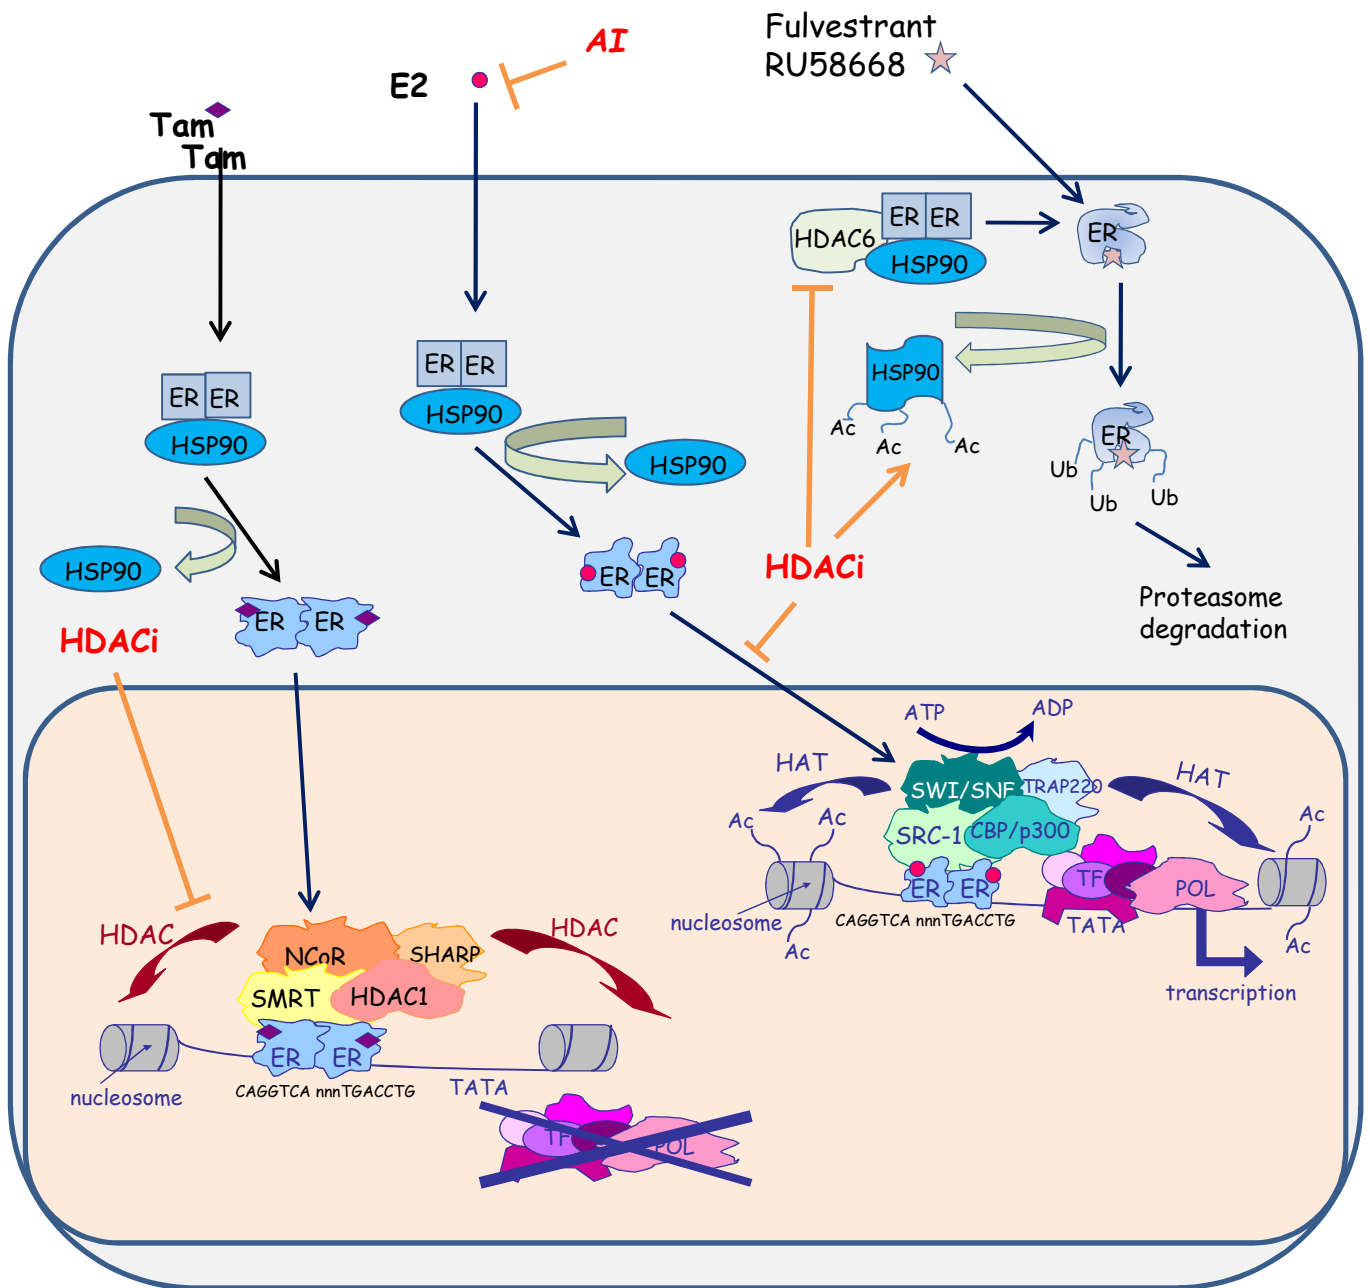 Fulvestrant
RU58668
AI
E2
Tam
Tam
HDAC6
ER ER
HSP90
ER
ER ER
HSP90
HSP90
HSP90
Ac
Ac
Ac
ER
Ub
Ub
Ub
ER ER
HSP90
HSP90
ER ER
HDACi
ER ER
HDACi
Proteasome
degradation
ATP
ADP
HAT
HAT
SWI/SNF
TRAP220
Ac
Ac
SRC-1
CBP/p300
Ac
TF
POL
ER ER
nucleosome
CAGGTCA nnnTGACCTG
TATA
Ac
Ac
transcription
HDAC
HDAC
NCoR
SHARP
SMRT
HDAC1
ER ER
nucleosome
CAGGTCA nnnTGACCTG
TATA
TF
POL